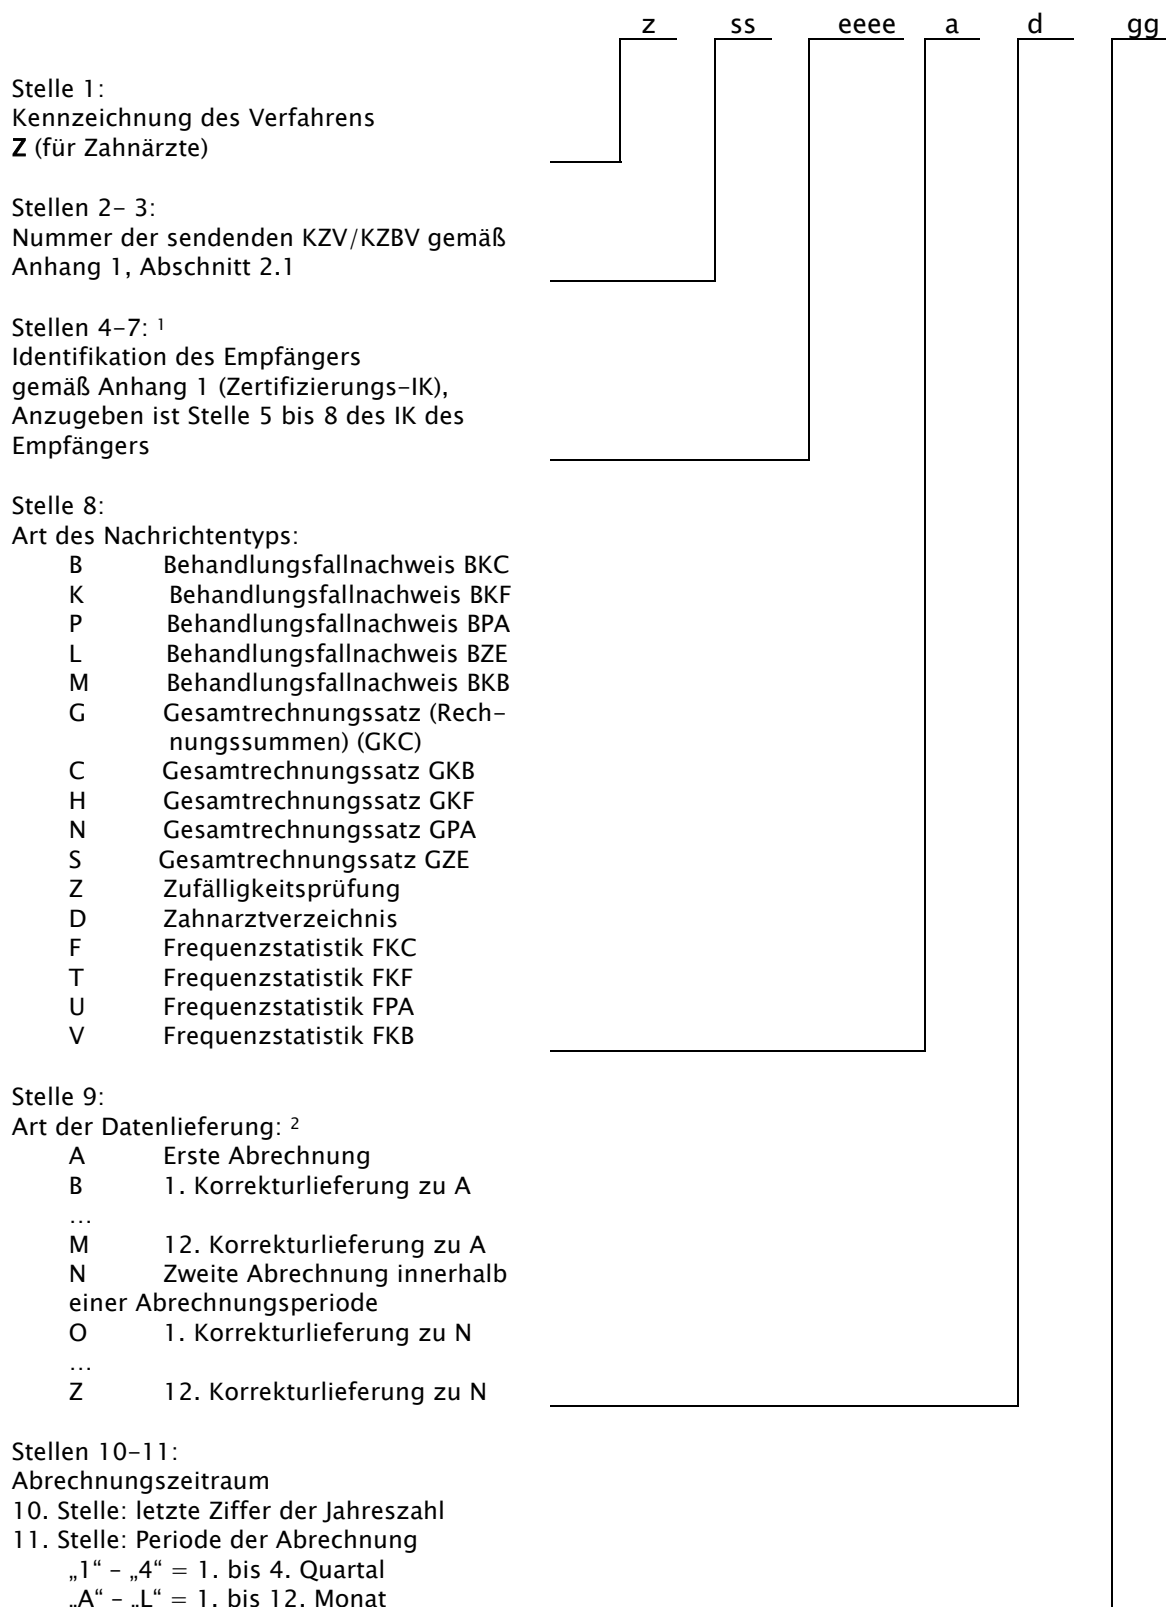 z ss eeee a d gg
Stelle 1:
Kennzeichnung des Verfahrens
Z (für Zahnärzte)
Stellen 2- 3:
Nummer der sendenden KZV/KZBV gemäß
Anhang 1, Abschnitt 2.1
Stellen 4-7: 1
Identifikation des Empfängers
gemäß Anhang 1 (Zertifizierungs-IK),
Anzugeben ist Stelle 5 bis 8 des IK des
Empfängers
Stelle 8:
Art des Nachrichtentyps:
B Behandlungsfallnachweis BKC
K Behandlungsfallnachweis BKF
P Behandlungsfallnachweis BPA
L Behandlungsfallnachweis BZE
M Behandlungsfallnachweis BKB
G Gesamtrechnungssatz (Rech-
nungssummen) (GKC)
C Gesamtrechnungssatz GKB
H Gesamtrechnungssatz GKF
N Gesamtrechnungssatz GPA
S Gesamtrechnungssatz GZE
Z Zufälligkeitsprüfung
D Zahnarztverzeichnis
F Frequenzstatistik FKC
T Frequenzstatistik FKF
U Frequenzstatistik FPA
V Frequenzstatistik FKB
Stelle 9:
Art der Datenlieferung: 2
A Erste Abrechnung
B 1. Korrekturlieferung zu A
...
M 12. Korrekturlieferung zu A
N Zweite Abrechnung innerhalb
einer Abrechnungsperiode
O 1. Korrekturlieferung zu N
...
Z 12. Korrekturlieferung zu N
Stellen 10-11:
Abrechnungszeitraum
10. Stelle: letzte Ziffer der Jahreszahl
11. Stelle: Periode der Abrechnung
„1“ – „4“ = 1. bis 4. Quartal
„A“ – „L“ = 1. bis 12. Monat